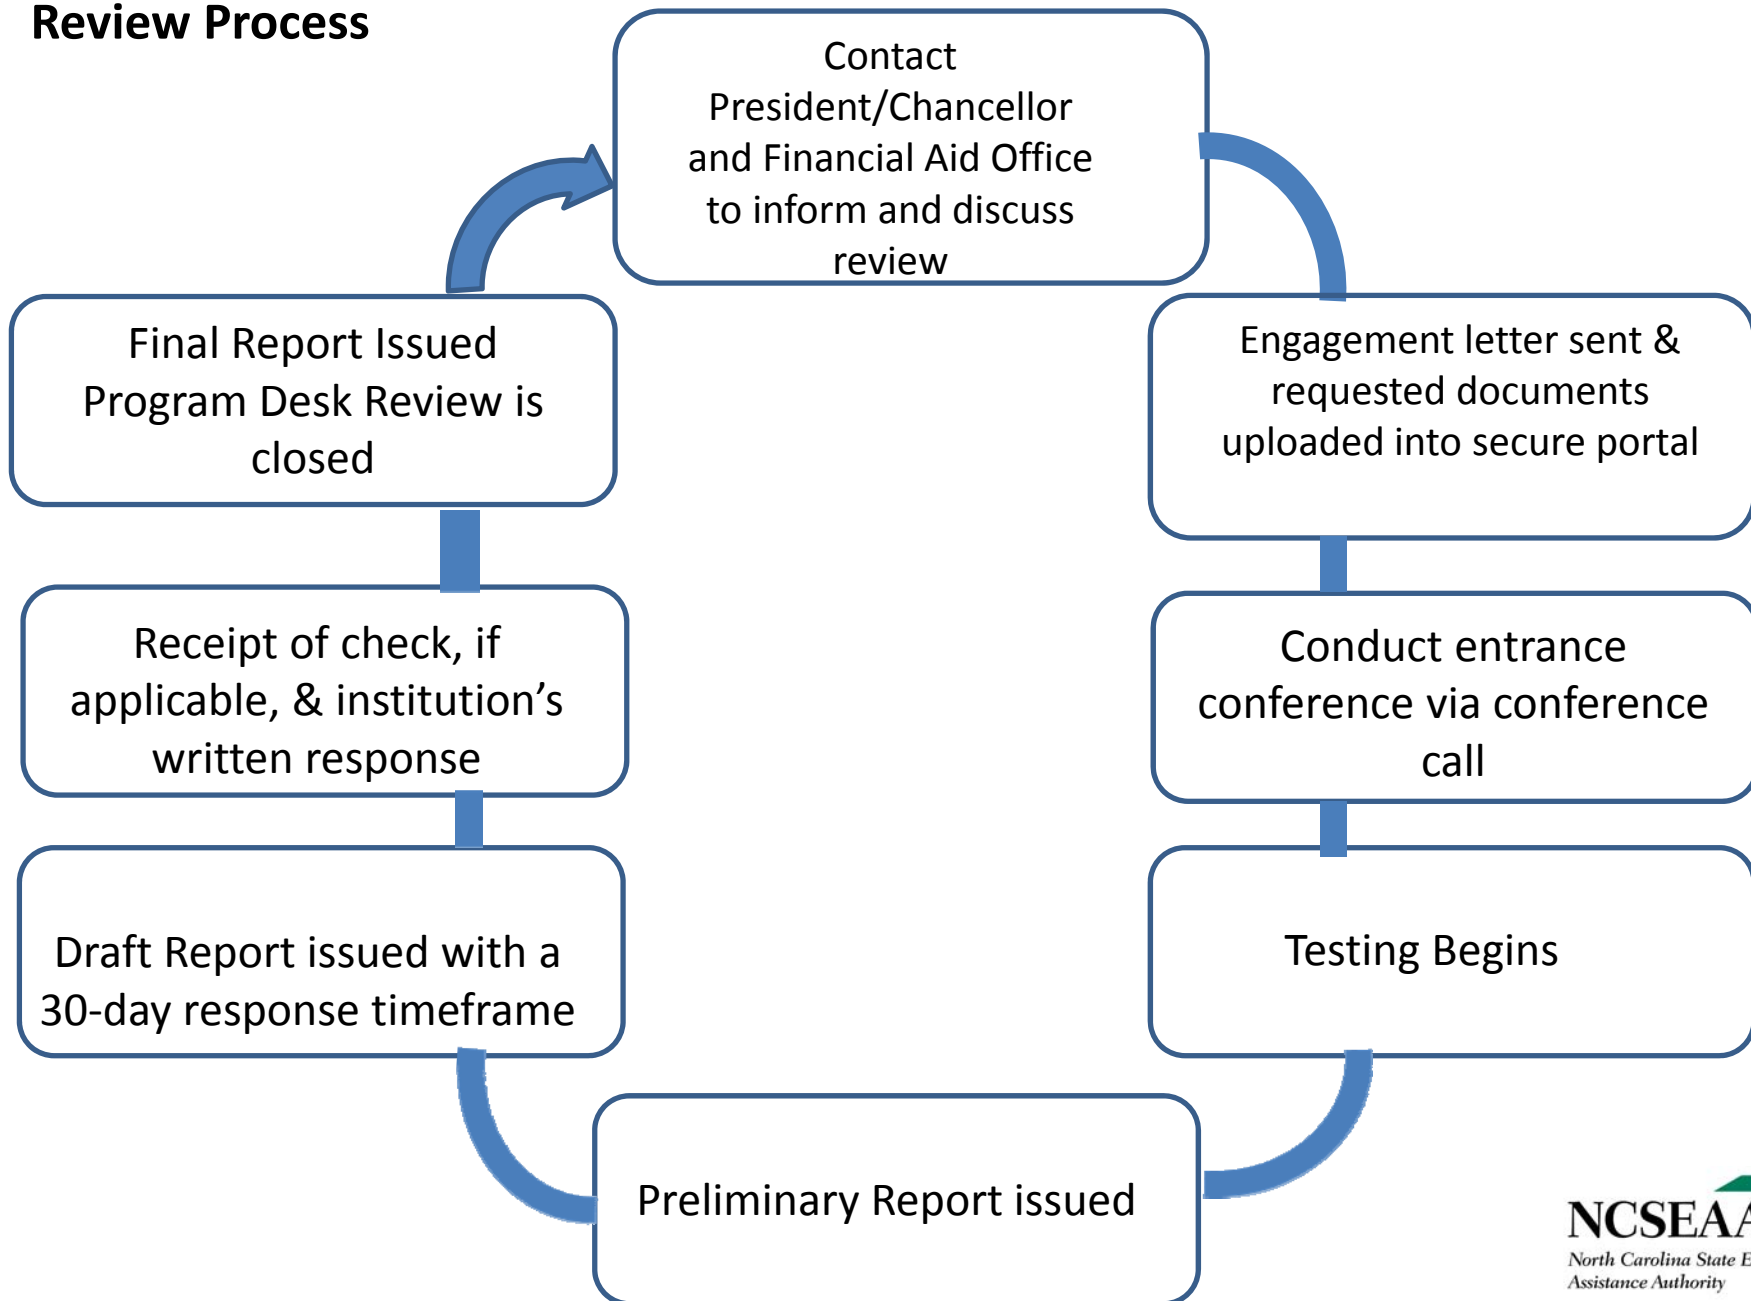 Review Process
Contact
President/Chancellor
and Financial Aid Office
to inform and discuss
review
Engagement letter sent &
requested documents
uploaded into secure portal
Conduct entrance
conference via conference
call
Testing Begins
Preliminary Report issued
Draft Report issued with a
30-day response timeframe
Receipt of check, if
applicable, & institution’s
written response
Final Report Issued
Program Desk Review is
closed
NCSEAA
North Carolina State E
Assistance Authority